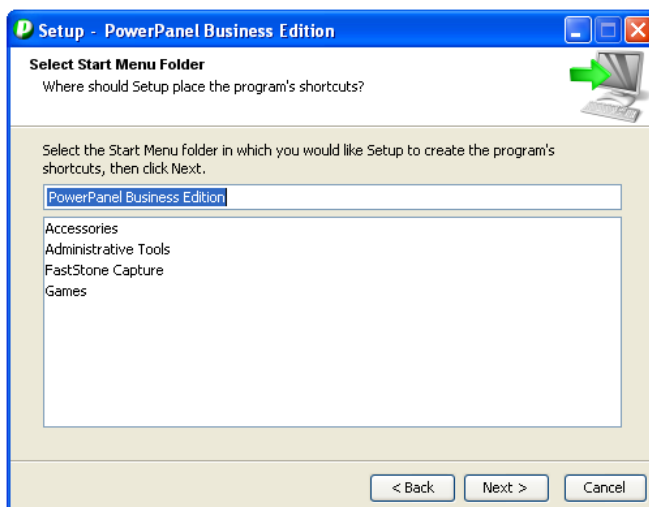 Setup - PowerPanel Business Edition
Select Start Menu Folder
Where should Setup place the program's shortcuts?
Select the Start Menu folder in which you would like Setup to create the program's
shortcuts, then click Next.
PowerPanel Business Edition
Accessories
Administrative Tools
FastStone Capture
Games
< Back Next > Cancel